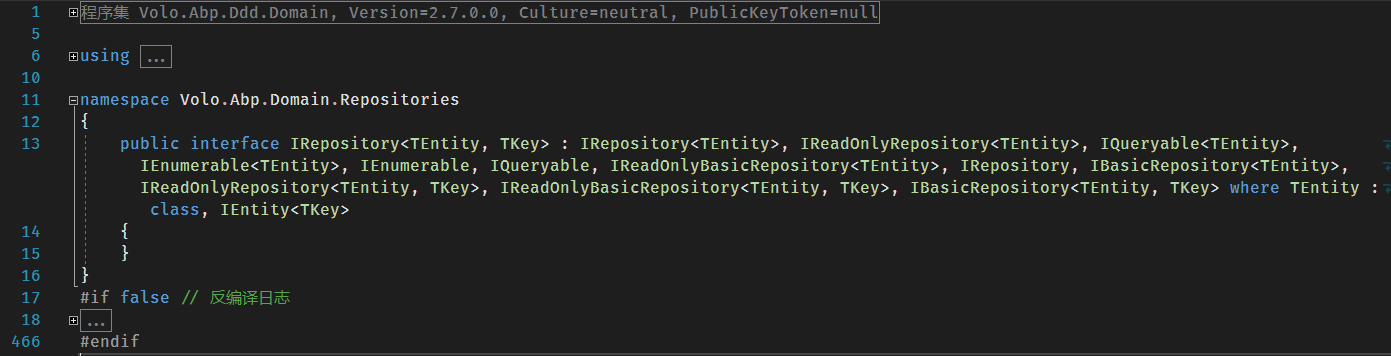 1 程序集 Volo.Abp.Ddd.Domain, Version=2.7.0.0, Culture=neutral, PublicKeyToken=null
5
6 using ...
10
11 namespace Volo.Abp.Domain.Repositories
12 {
13 public interface IRepository<TEntity, TKey> : IRepository<TEntity>, IReadOnlyRepository<TEntity>, IQueryable<TEntity>,
IEnumerable<TEntity>, IEnumerable, IQueryable, IReadOnlyBasicRepository<TEntity>, IRepository, IBasicRepository<TEntity>,
IReadOnlyRepository<TEntity, TKey>, IReadOnlyBasicRepository<TEntity, TKey>, IBasicRepository<TEntity, TKey> where TEntity :
class, IEntity<TKey>
14 {
15 }
16 }
17 #if false // 反编译日志
18 ...
466 #endif